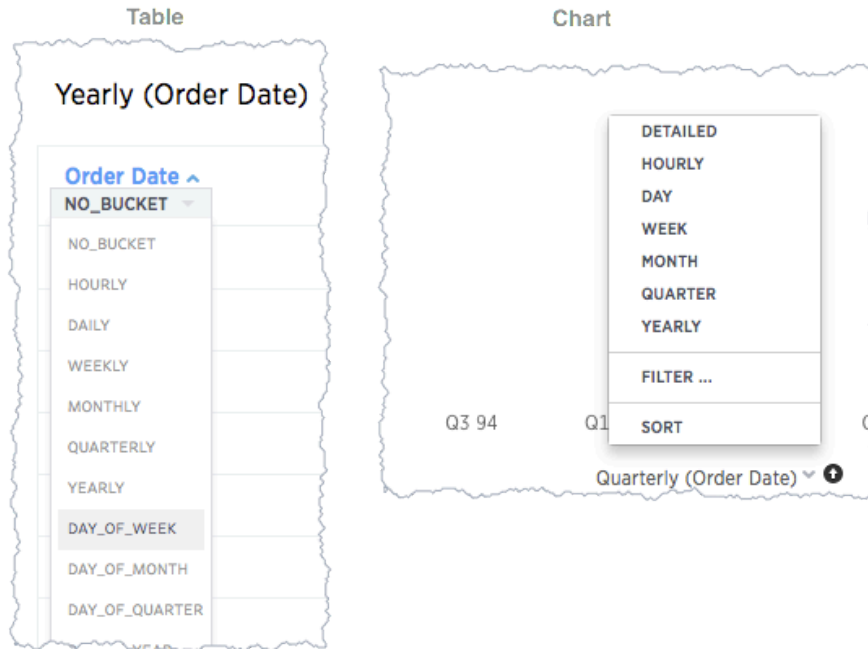 Table
Yearly (Order Date)
Order Date
NO_BUCKET
NO_BUCKET
HOURLY
DAILY
WEEKLY
MONTHLY
QUARTERLY
YEARLY
DAY_OF_WEEK
DAY_OF_MONTH
DAY_OF_QUARTER
Chart
DETAILED
HOURLY
DAY
WEEK
MONTH
QUARTER
YEARLY
FILTER ...
SORT
Q3 94
Q1
Quarterly (Order Date)